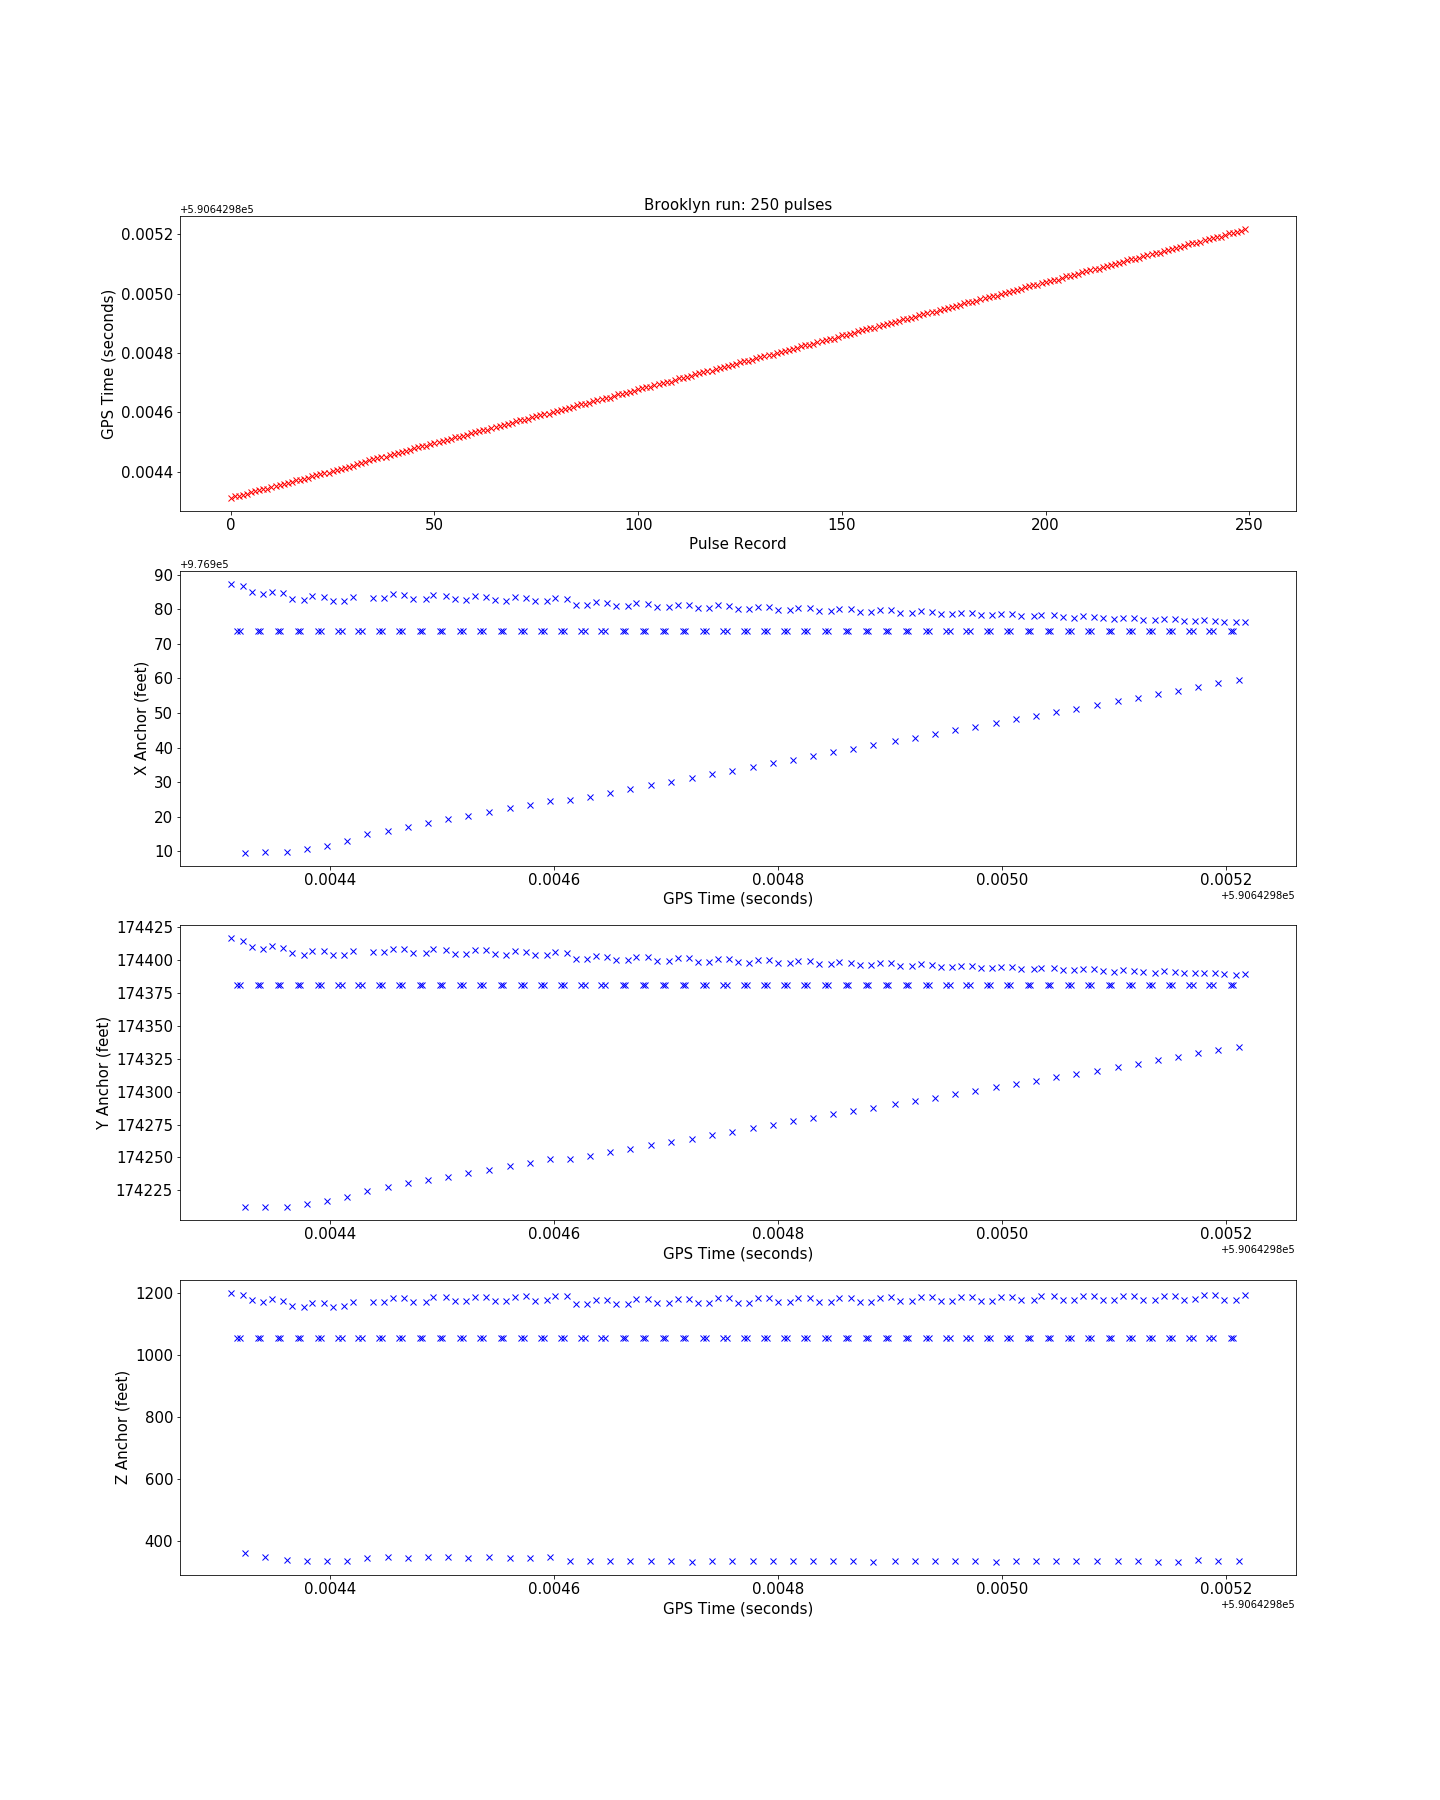 Brooklyn run: 250 pulses
+5.9064298e5
0.0052
0.0050
0.0048
0.0046
0.0044
GPS Time (seconds)
0 50 100 150 200 250
Pulse Record
+9.769e5
90
80
70
60
50
40
30
20
10
X Anchor (feet)
0.0044 0.0046 0.0048 0.0050 0.0052
GPS Time (seconds)
+5.9064298e5
174425
174400
174375
174350
174325
174300
174275
174250
174225
Y Anchor (feet)
0.0044 0.0046 0.0048 0.0050 0.0052
GPS Time (seconds)
+5.9064298e5
1200
1000
800
600
400
Z Anchor (feet)
0.0044 0.0046 0.0048 0.0050 0.0052
GPS Time (seconds)
+5.9064298e5